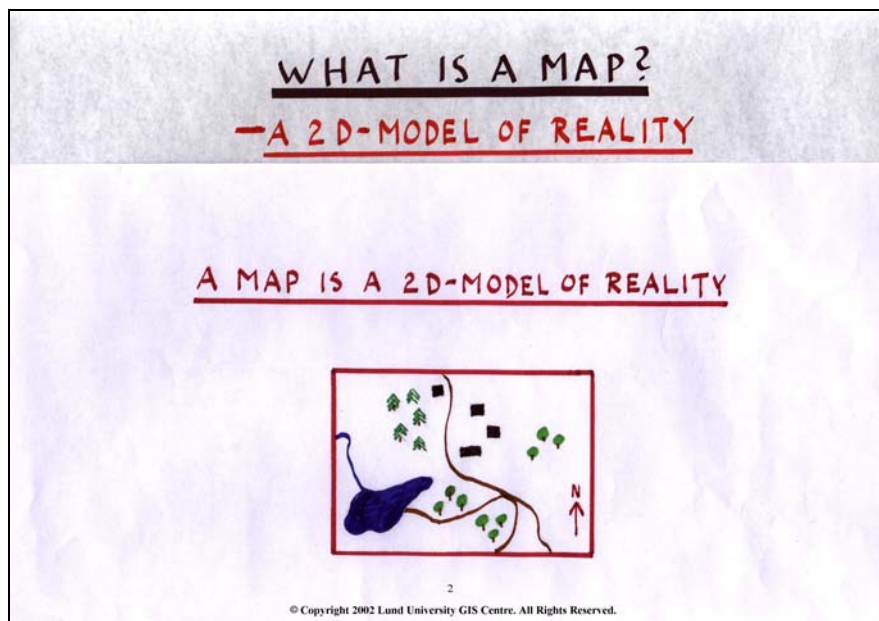 WHAT IS A MAP?
—A 2D-MODEL OF REALITY
A MAP IS A 2D-MODEL OF REALITY
N
2
© Copyright 2002 Lund University GIS Centre. All Rights Reserved.